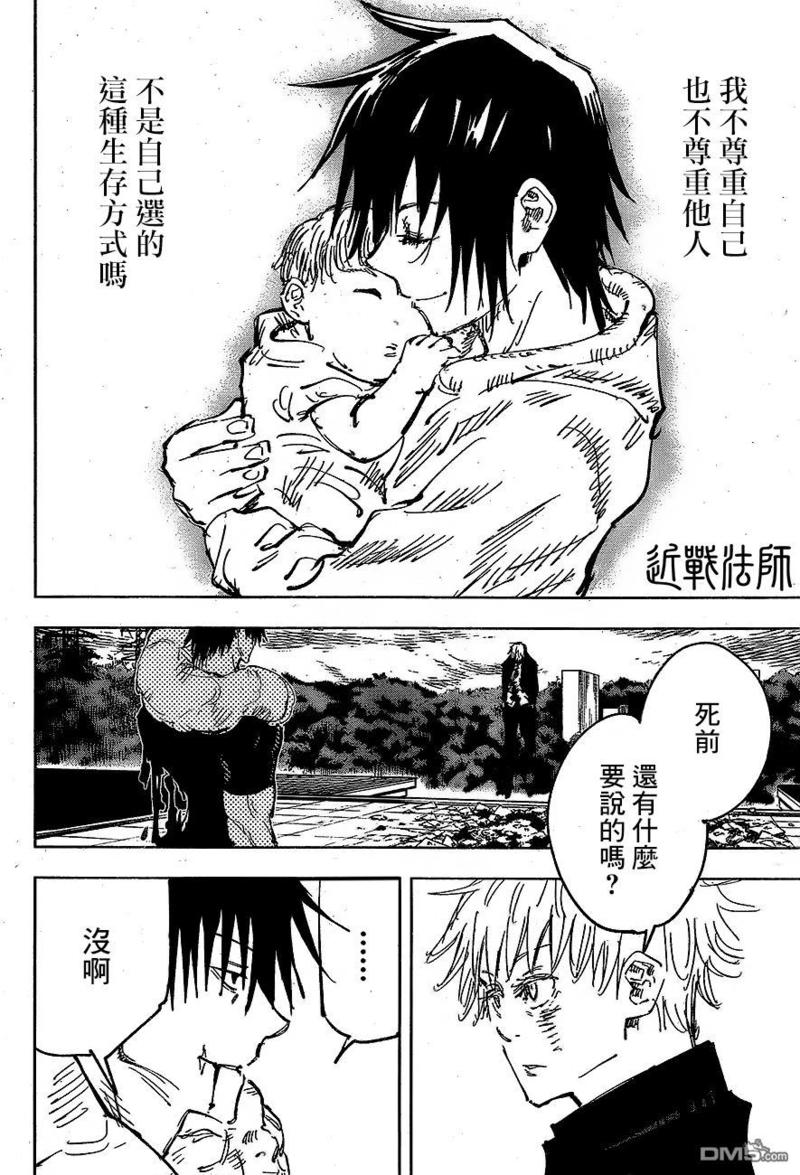 我不尊重自己
也不尊重他人
不是自己選的
這種生存方式嗎
近戰法師
死前
還有什麼
要說的嗎?
……
沒啊
DM5.com